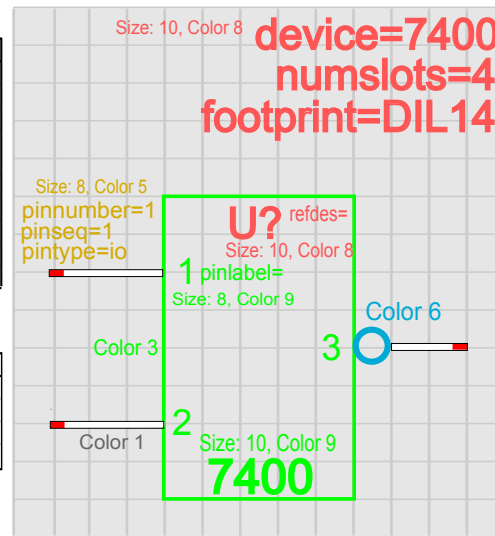 Size: 10, Color 8
device=7400
numslots=4
footprint=DIL14
Size: 8, Color 5
pinnumber=1
pinseq=1
pintype=io
U? refdes=
Size: 10, Color 8
1 pinlabel=
Size: 8, Color 9
Color 6
Color 3
3
2
Color 1
Size: 10, Color 9
7400